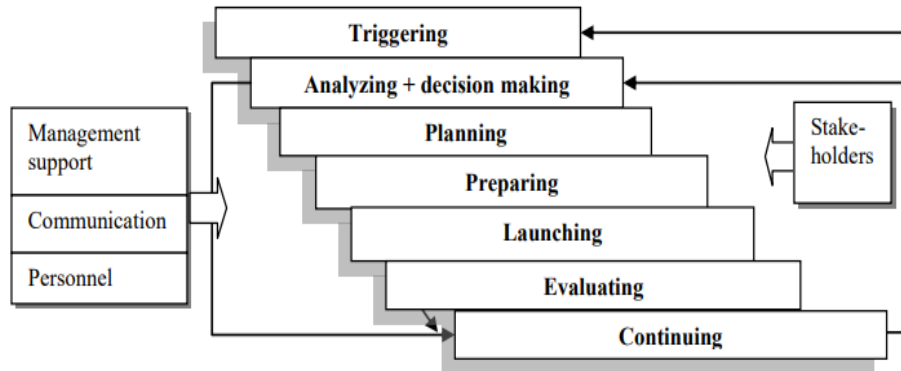 Triggering
Analyzing + decision making
Planning
Preparing
Launching
Evaluating
Continuing
Management
support
Communication
Personnel
Stake-
holders